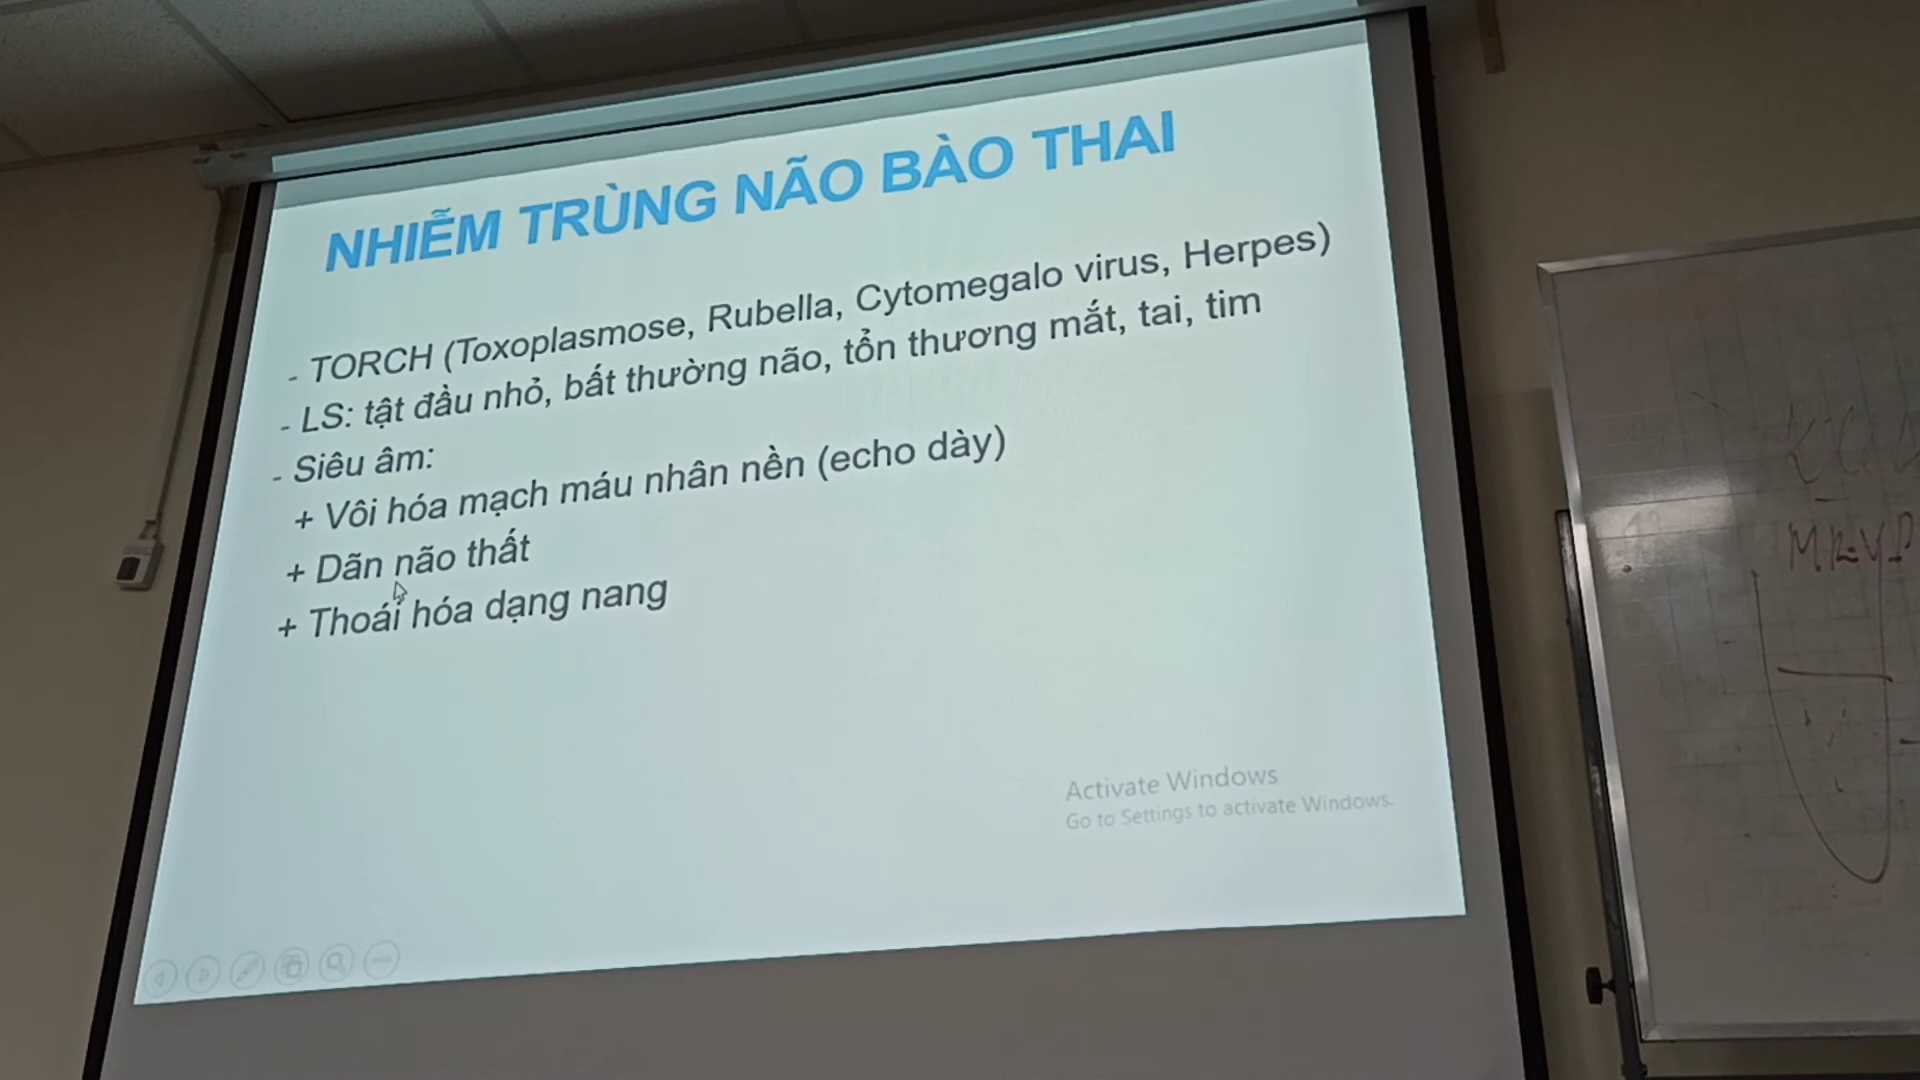 NHIỄM TRÙNG NÃO BÀO THAI
- TORCH (Toxoplasmose, Rubella, Cytomegalo virus, Herpes)
- LS: tật đầu nhỏ, bất thường não, tổn thương mắt, tai, tim
- Siêu âm:
+ Vôi hóa mạch máu nhân nền (echo dày)
+ Dãn não thất
+ Thoái hóa dạng nang
Activate Windows
Go to Settings to activate Windows.